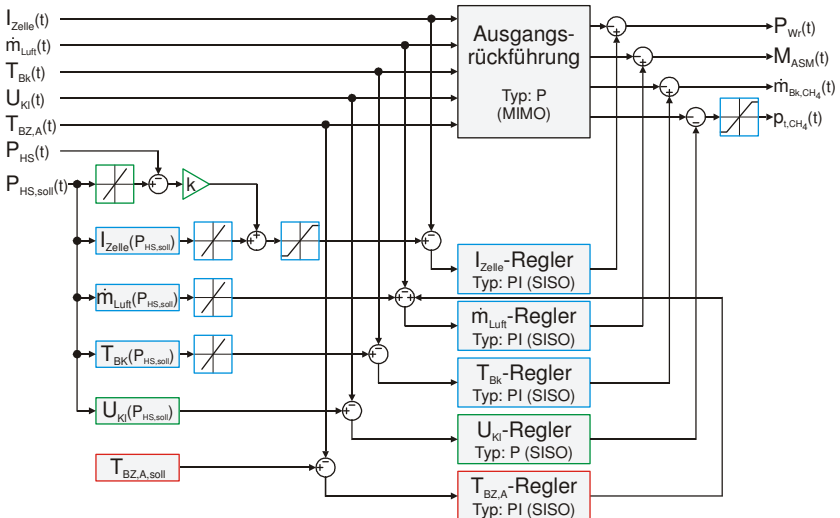 I_Zelle(t)
ṁ_Luft(t)
T_Bk(t)
U_Kl(t)
T_BZ,A(t)
P_HS(t)
P_HS,soll(t)
Ausgangs-
rückführung
Typ: P
(MIMO)
P_Wr(t)
M_ASM(t)
ṁ_Bk,CH₄(t)
p_t,CH₄(t)
k
I_Zelle(P_HS,soll)
ṁ_Luft(P_HS,soll)
T_BK(P_HS,soll)
U_Kl(P_HS,soll)
T_BZ,A,soll
I_Zelle-Regler
Typ: PI (SISO)
ṁ_Luft-Regler
Typ: PI (SISO)
T_Bk-Regler
Typ: PI (SISO)
U_Kl-Regler
Typ: P (SISO)
T_BZ,A-Regler
Typ: PI (SISO)